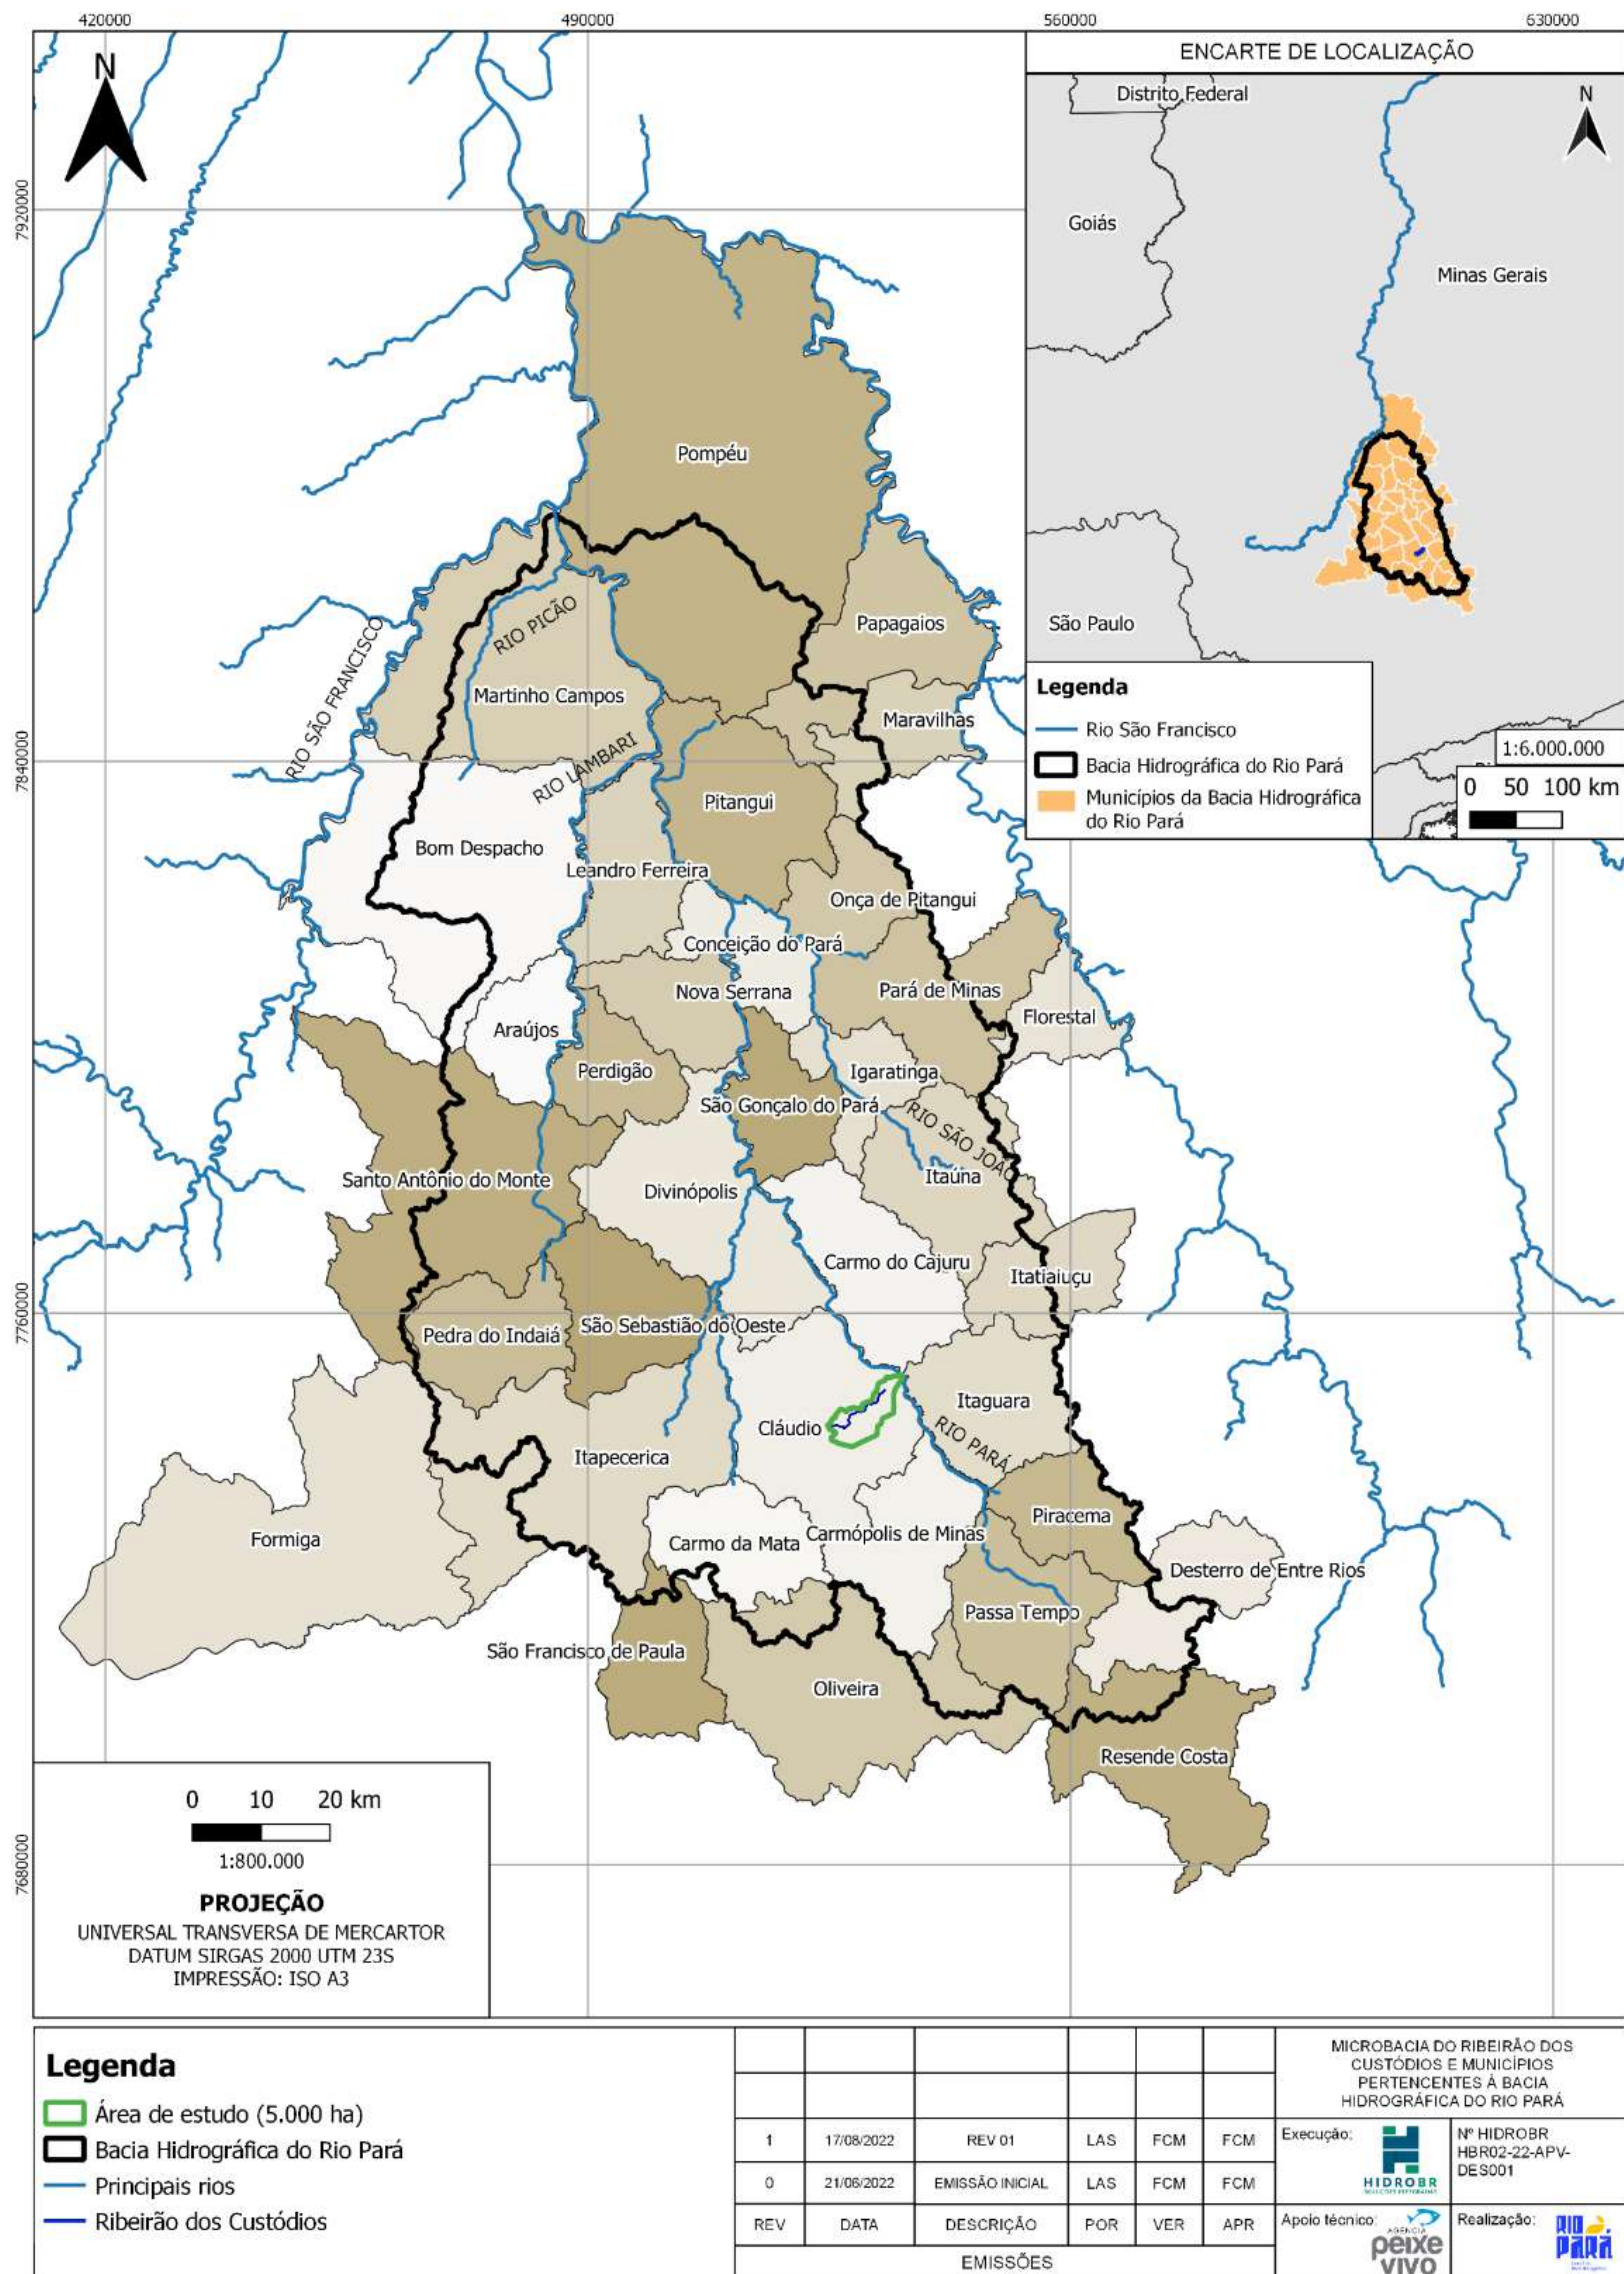 420000
490000
560000
630000
N
ENCARTE DE LOCALIZAÇÃO
Distrito Federal
N
Goiás
Minas Gerais
São Paulo
Legenda
Rio São Francisco
Bacia Hidrográfica do Rio Pará
Municípios da Bacia Hidrográfica
do Rio Pará
1:6.000.000
0 50 100 km
7920000
7840000
7760000
7680000
Pompéu
Papagaios
RIO PICÃO
RIO SÃO FRANCISCO
Martinho Campos
Maravilhas
RIO LAMBARI
Pitangui
Bom Despacho
Leandro Ferreira
Onça de Pitangui
Conceição do Pará
Nova Serrana
Pará de Minas
Florestal
Araújos
Perdigão
Igaratinga
São Gonçalo do Pará
RIO SÃO JOÃO
Itaúna
Santo Antônio do Monte
Divinópolis
Carmo do Cajuru
Itatiaiuçu
Pedra do Indaiá
São Sebastião do Oeste
Itaguara
Cláudio
RIO PARÁ
Itapecerica
Piracema
Formiga
Carmo da Mata
Carmópolis de Minas
Desterro de Entre Rios
Passa Tempo
São Francisco de Paula
Oliveira
Resende Costa
0 10 20 km
1:800.000
PROJEÇÃO
UNIVERSAL TRANSVERSA DE MERCARTOR
DATUM SIRGAS 2000 UTM 23S
IMPRESSÃO: ISO A3
Legenda
Área de estudo (5.000 ha)
Bacia Hidrográfica do Rio Pará
Principais rios
Ribeirão dos Custódios
1 17/08/2022 REV 01 LAS FCM FCM
0 21/06/2022 EMISSÃO INICIAL LAS FCM FCM
REV DATA DESCRIÇÃO POR VER APR
EMISSÕES
MICROBACIA DO RIBEIRÃO DOS
CUSTÓDIOS E MUNICÍPIOS
PERTENCENTES À BACIA
HIDROGRÁFICA DO RIO PARÁ
Execução:
HIDROBR
Nº HIDROBR
HBR02-22-APV-
DES001
Apoio técnico:
AGÊNCIA
peixe
vivo
Realização:
RIO
PARÁ